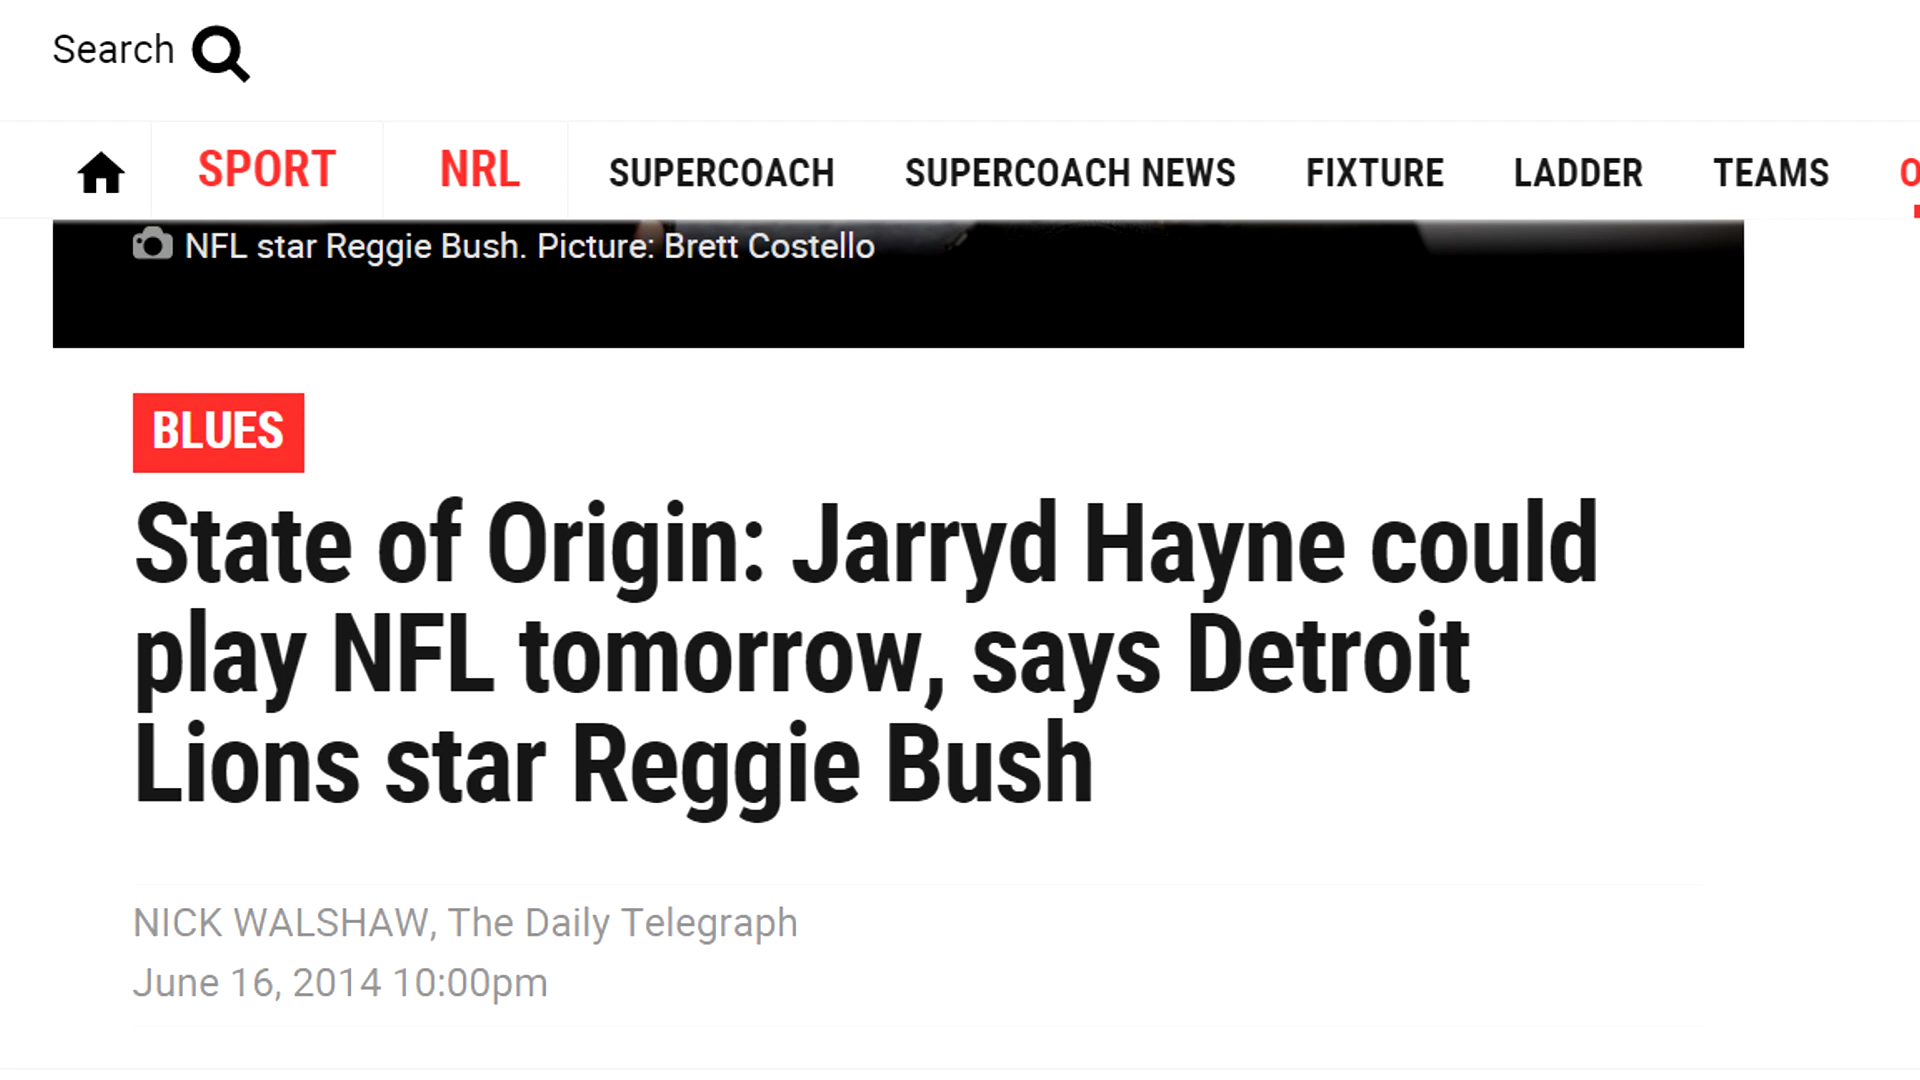 Search
SPORT NRL SUPERCOACH SUPERCOACH NEWS FIXTURE LADDER TEAMS
NFL star Reggie Bush. Picture: Brett Costello
BLUES
State of Origin: Jarryd Hayne could
play NFL tomorrow, says Detroit
Lions star Reggie Bush
NICK WALSHAW, The Daily Telegraph
June 16, 2014 10:00pm